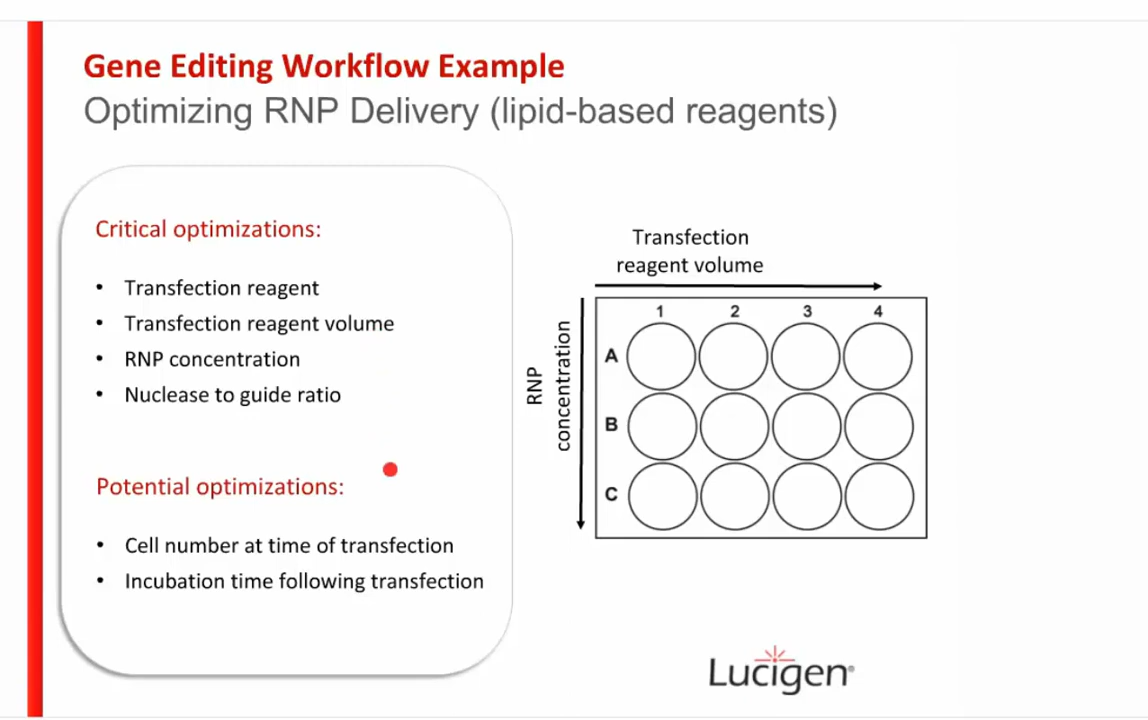 Gene Editing Workflow Example
Optimizing RNP Delivery (lipid-based reagents)
Critical optimizations:
• Transfection reagent
• Transfection reagent volume
• RNP concentration
• Nuclease to guide ratio
Potential optimizations:
• Cell number at time of transfection
• Incubation time following transfection
Transfection
reagent volume
RNP
concentration
1 2 3 4
A
B
C
Lucigen®